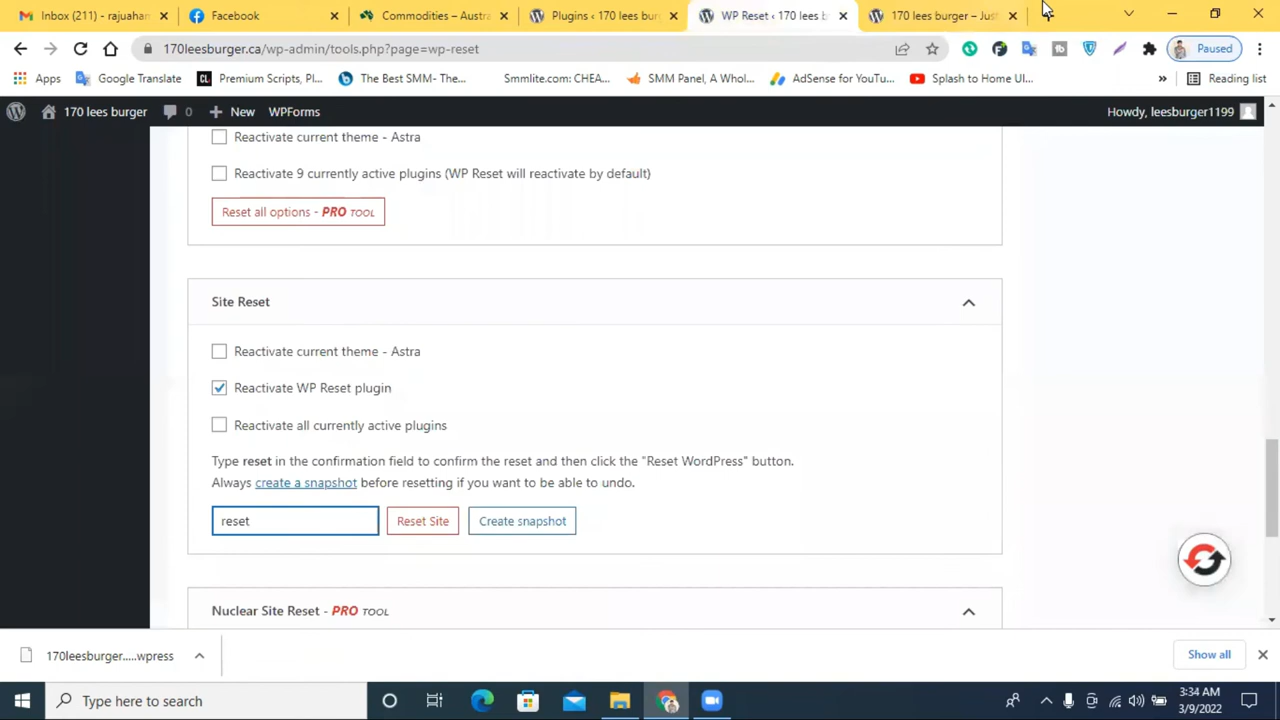 Inbox (211) - rajuahan
Facebook
Commodities – Austra
Plugins ‹ 170 lees bur
WP Reset ‹ 170 lees b
170 lees burger – Just
170leesburger.ca/wp-admin/tools.php?page=wp-reset
Paused
Apps
Google Translate
CL
Premium Scripts, Pl...
The Best SMM- The...
Smmlite.com: CHEA...
SMM Panel, A Whol...
AdSense for YouTu...
Splash to Home UI...
»
Reading list
170 lees burger
0
New
WPForms
Howdy, leesburger1199
Reactivate current theme - Astra
Reactivate 9 currently active plugins (WP Reset will reactivate by default)
Reset all options - PRO TOOL
Site Reset
Reactivate current theme - Astra
Reactivate WP Reset plugin
Reactivate all currently active plugins
Type reset in the confirmation field to confirm the reset and then click the "Reset WordPress" button.
Always create a snapshot before resetting if you want to be able to undo.
reset
Reset Site
Create snapshot
Nuclear Site Reset - PRO TOOL
170leesburger.....wpress
Show all
Type here to search
3:34 AM
3/9/2022